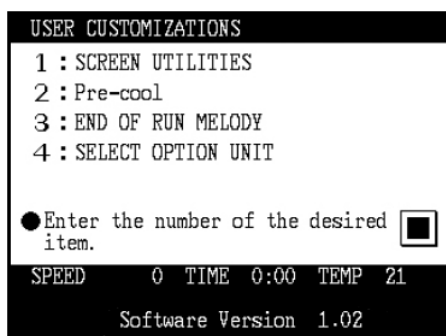 USER CUSTOMIZATIONS
1 : SCREEN UTILITIES
2 : Pre-cool
3 : END OF RUN MELODY
4 : SELECT OPTION UNIT
●Enter the number of the desired
item.
SPEED 0 TIME 0:00 TEMP 21
Software Version 1.02